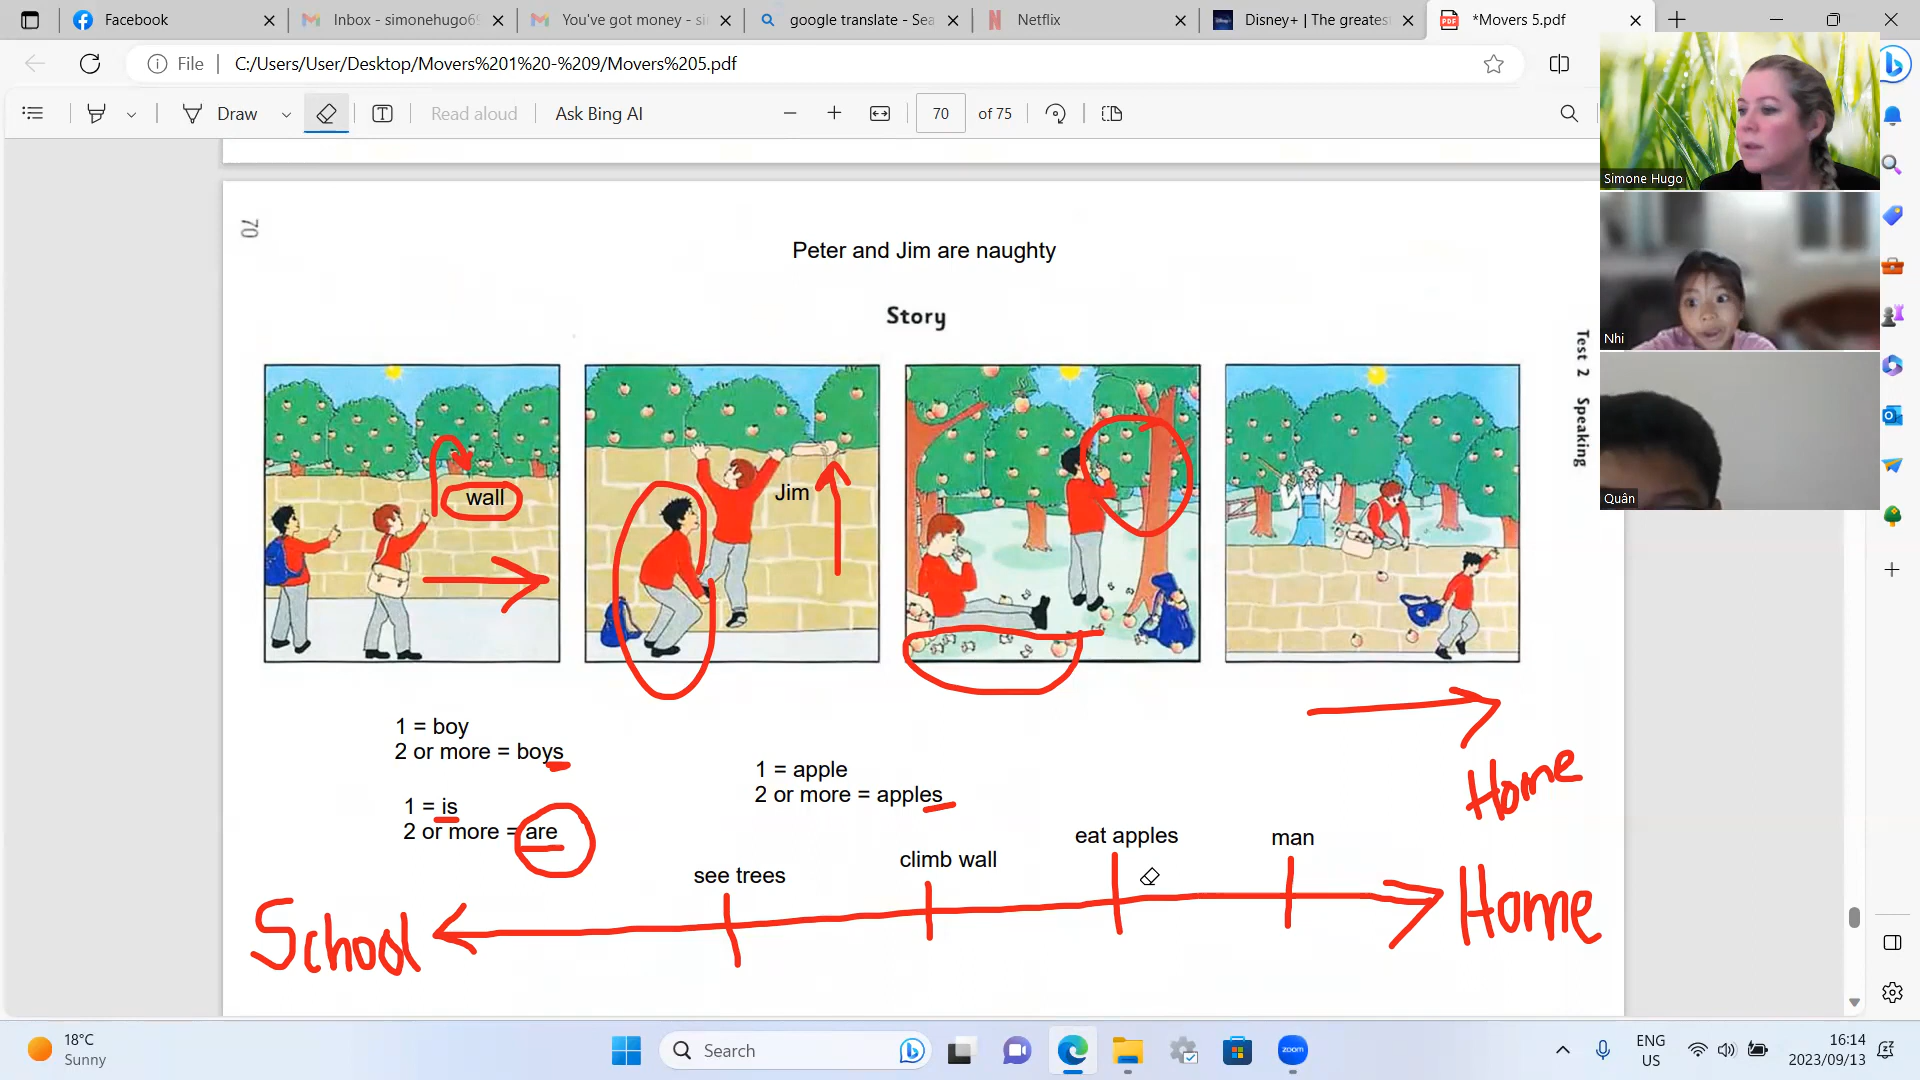 Facebook
Inbox - simonehugo69
You've got money - si
google translate - Sea
Netflix
Disney+ | The greatest
*Movers 5.pdf
File
C:/Users/User/Desktop/Movers%201%20-%209/Movers%205.pdf
Draw
Read aloud
Ask Bing AI
70
of 75
Simone Hugo
Nhi
Quân
70
Peter and Jim are naughty
Story
Test 2 Speaking
wall
Jim
1 = boy
2 or more = boys
1 = is
2 or more = are
1 = apple
2 or more = apples
Home
see trees
climb wall
eat apples
man
School
Home
18°C
Sunny
Search
zoom
ENG
US
16:14
2023/09/13